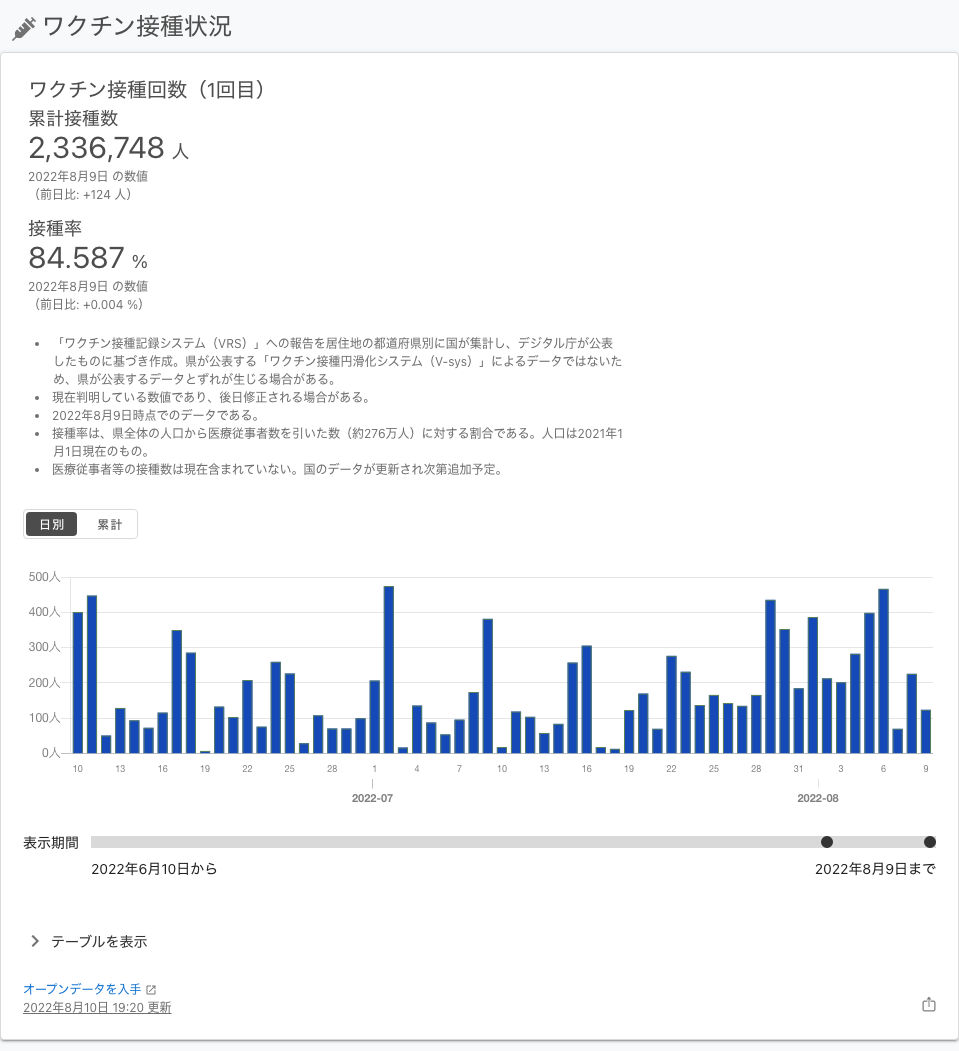 ワクチン接種状況
ワクチン接種回数（1回目）
累計接種数
2,336,748 人
2022年8月9日 の数値
（前日比: +124 人）
接種率
84.587 %
2022年8月9日 の数値
（前日比: +0.004 %）
• 「ワクチン接種記録システム（VRS）」への報告を居住地の都道府県別に国が集計し、デジタル庁が公表
したものに基づき作成。県が公表する「ワクチン接種円滑化システム（V-sys）」によるデータではないた
め、県が公表するデータとずれが生じる場合がある。
• 現在判明している数値であり、後日修正される場合がある。
• 2022年8月9日時点でのデータである。
• 接種率は、県全体の人口から医療従事者数を引いた数（約276万人）に対する割合である。人口は2021年1
月1日現在のもの。
• 医療従事者等の接種数は現在含まれていない。国のデータが更新され次第追加予定。
日別 累計
500人
400人
300人
200人
100人
0人
10 13 16 19 22 25 28 1 4 7 10 13 16 19 22 25 28 31 3 6 9
2022-07 2022-08
表示期間
2022年6月10日から 2022年8月9日まで
テーブルを表示
オープンデータを入手
2022年8月10日 19:20 更新